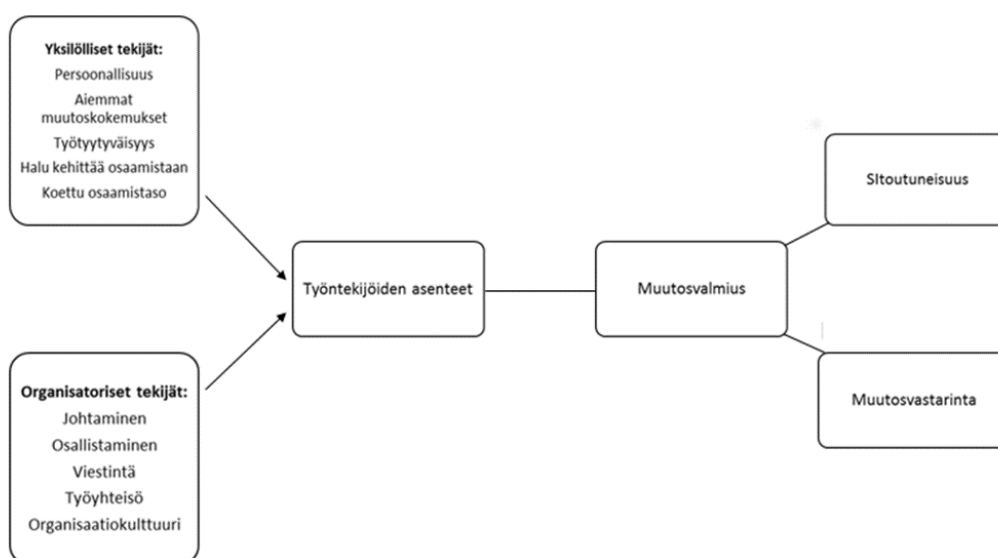 Yksilölliset tekijät:
Persoonallisuus
Aiemmat
muutoskokemukset
Työtyytyväisyys
Halu kehittää osaamistaan
Koettu osaamistaso
Organisatoriset tekijät:
Johtaminen
Osallistaminen
Viestintä
Työyhteisö
Organisaatiokulttuuri
Työntekijöiden asenteet
Muutosvalmius
SItoutuneisuus
Muutosvastarinta